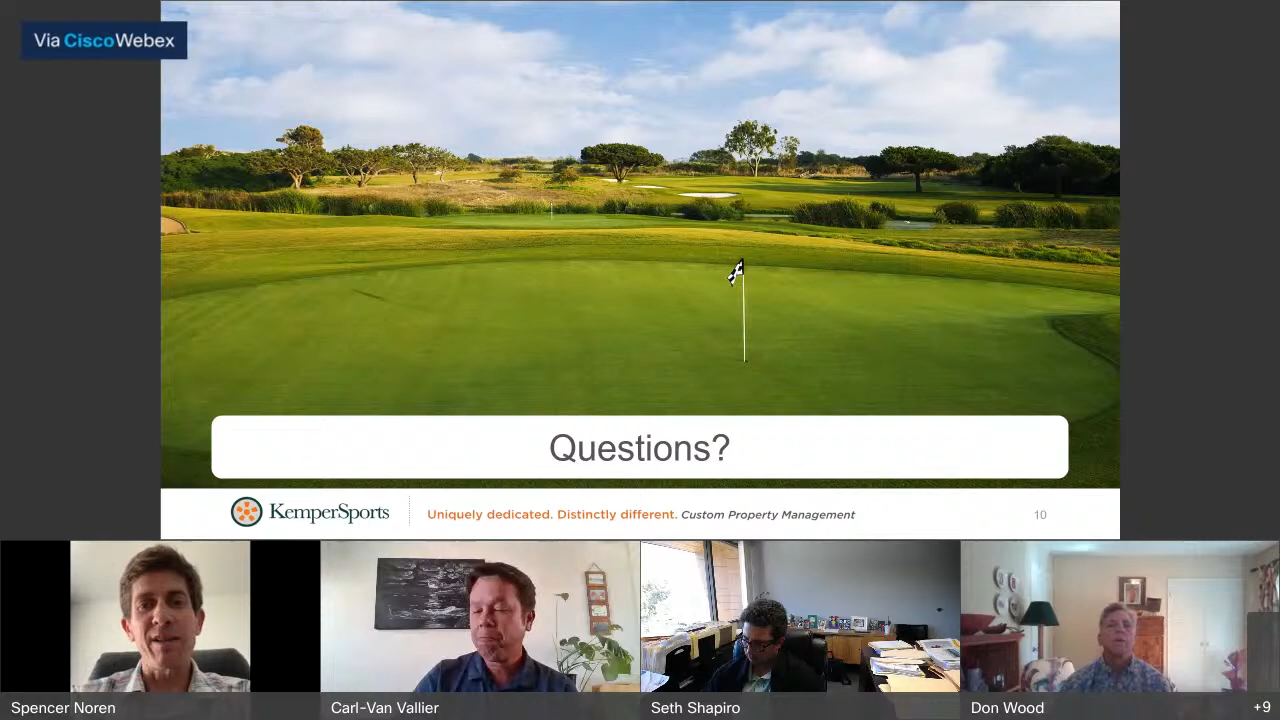 Via CiscoWebex
Questions?
KemperSports
Uniquely dedicated. Distinctly different. Custom Property Management
10
Spencer Noren
Carl-Van Vallier
Seth Shapiro
Don Wood
+9